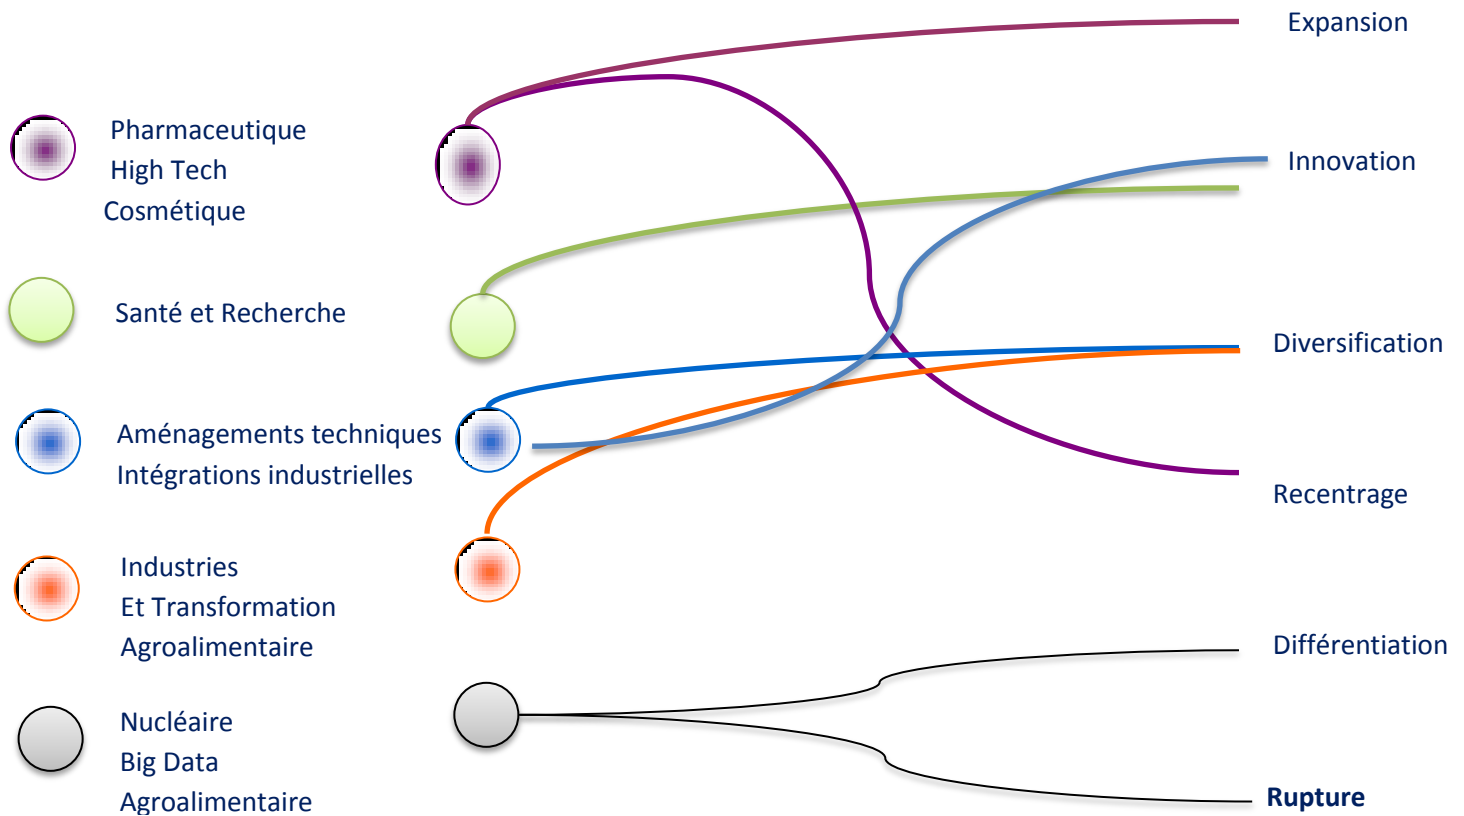 Pharmaceutique
High Tech
Cosmétique
Santé et Recherche
Aménagements techniques
Intégrations industrielles
Industries
Et Transformation
Agroalimentaire
Nucléaire
Big Data
Agroalimentaire
Expansion
Innovation
Diversification
Recentrage
Différentiation
Rupture